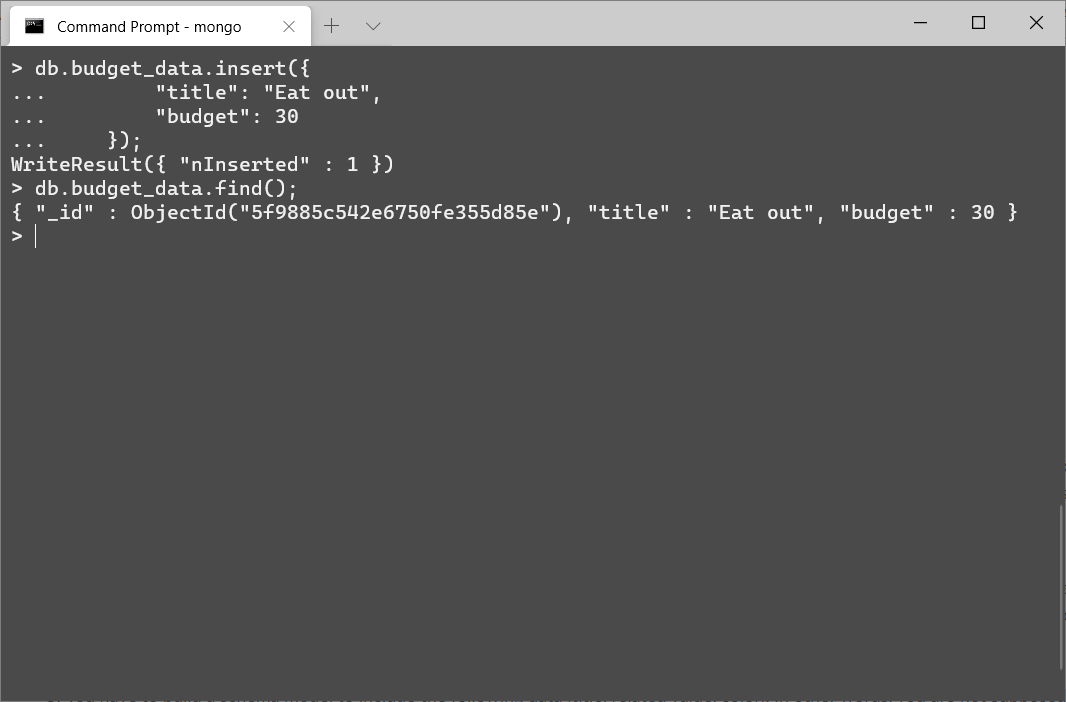 Command Prompt - mongo
> db.budget_data.insert({
...         "title": "Eat out",
...         "budget": 30
...     });
WriteResult({ "nInserted" : 1 })
> db.budget_data.find();
{ "_id" : ObjectId("5f9885c542e6750fe355d85e"), "title" : "Eat out", "budget" : 30 }
>